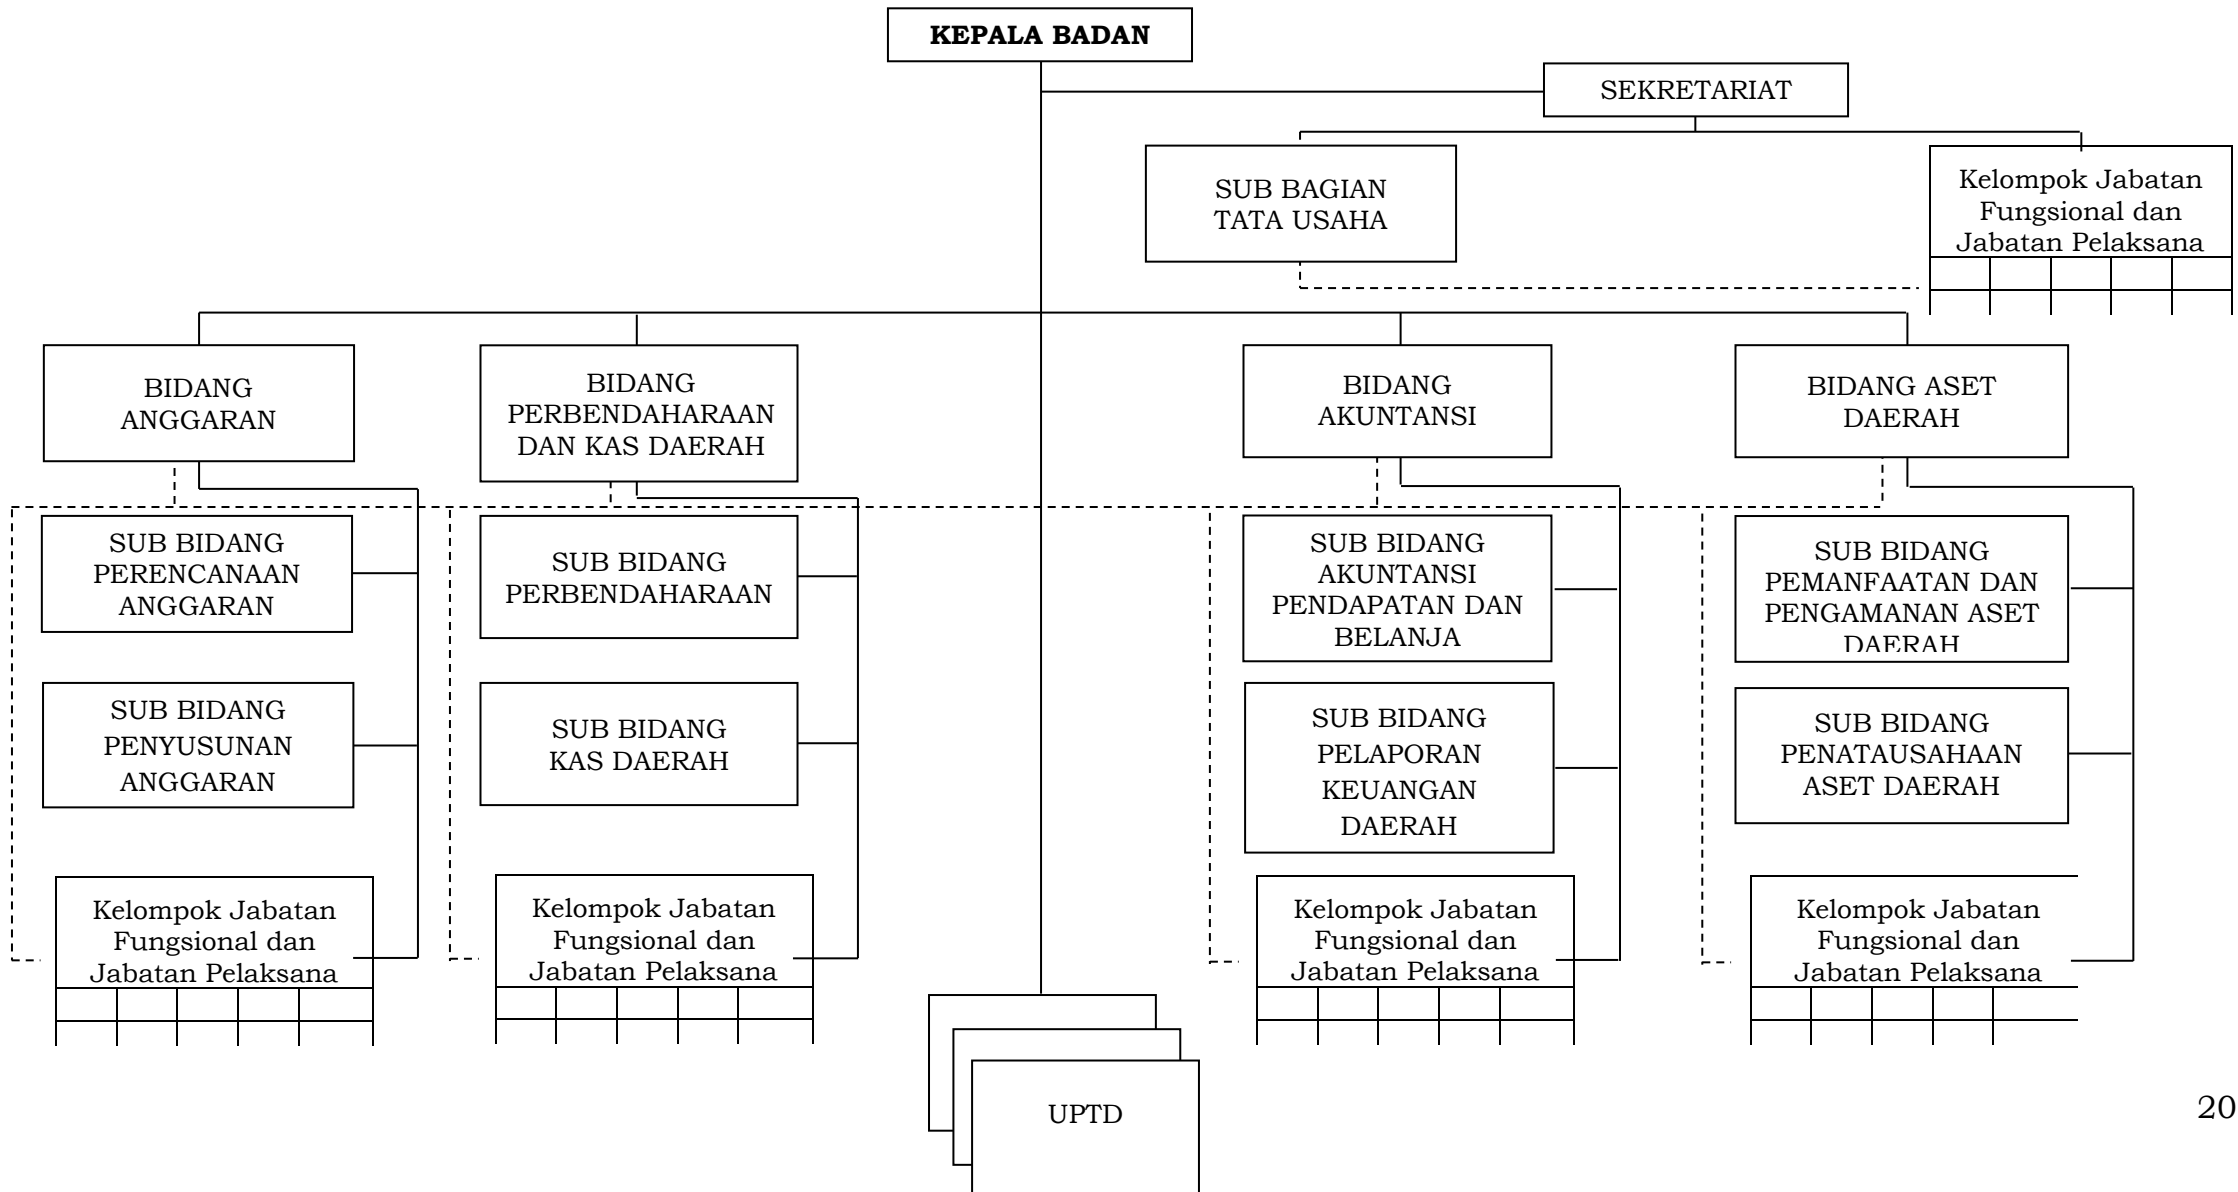 KEPALA BADAN
SEKRETARIAT
SUB BAGIAN
TATA USAHA
Kelompok Jabatan
Fungsional dan
Jabatan Pelaksana
BIDANG
ANGGARAN
BIDANG
PERBENDAHARAAN
DAN KAS DAERAH
BIDANG
AKUNTANSI
BIDANG ASET
DAERAH
SUB BIDANG
PERENCANAAN
ANGGARAN
SUB BIDANG
PERBENDAHARAAN
SUB BIDANG
AKUNTANSI
PENDAPATAN DAN
BELANJA
SUB BIDANG
PEMANFAATAN DAN
PENGAMANAN ASET
DAERAH
SUB BIDANG
PENYUSUNAN
ANGGARAN
SUB BIDANG
KAS DAERAH
SUB BIDANG
PELAPORAN
KEUANGAN
DAERAH
SUB BIDANG
PENATAUSAHAAN
ASET DAERAH
Kelompok Jabatan
Fungsional dan
Jabatan Pelaksana
Kelompok Jabatan
Fungsional dan
Jabatan Pelaksana
Kelompok Jabatan
Fungsional dan
Jabatan Pelaksana
Kelompok Jabatan
Fungsional dan
Jabatan Pelaksana
UPTD
20